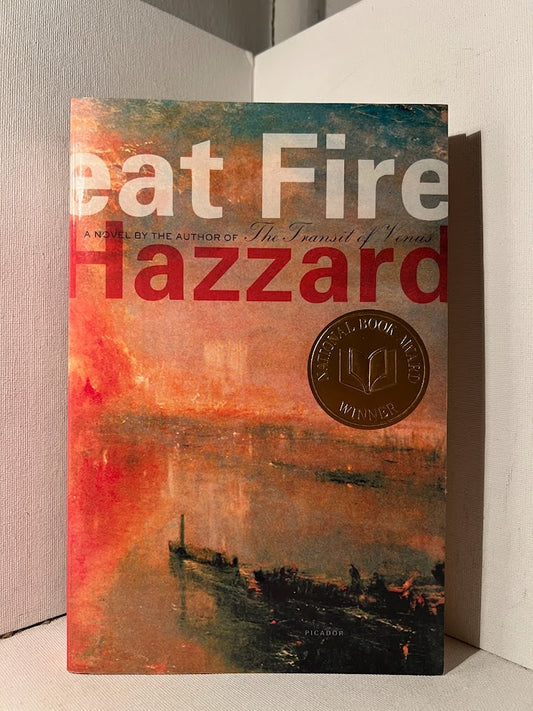 eat Fire
A NOVEL BY THE AUTHOR OF The Transit of Venus
Hazzard
NATIONAL BOOK AWARD
WINNER
PICADOR